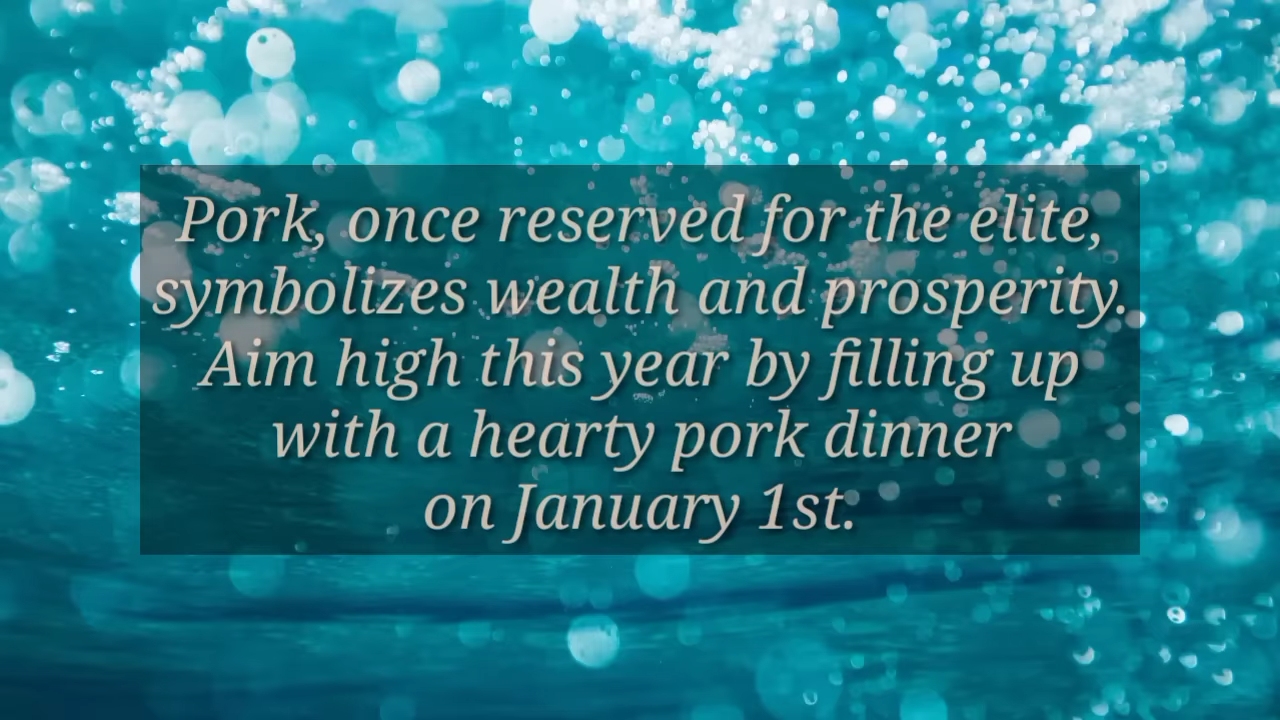 Pork, once reserved for the elite,
symbolizes wealth and prosperity.
Aim high this year by filling up
with a hearty pork dinner
on January 1st.